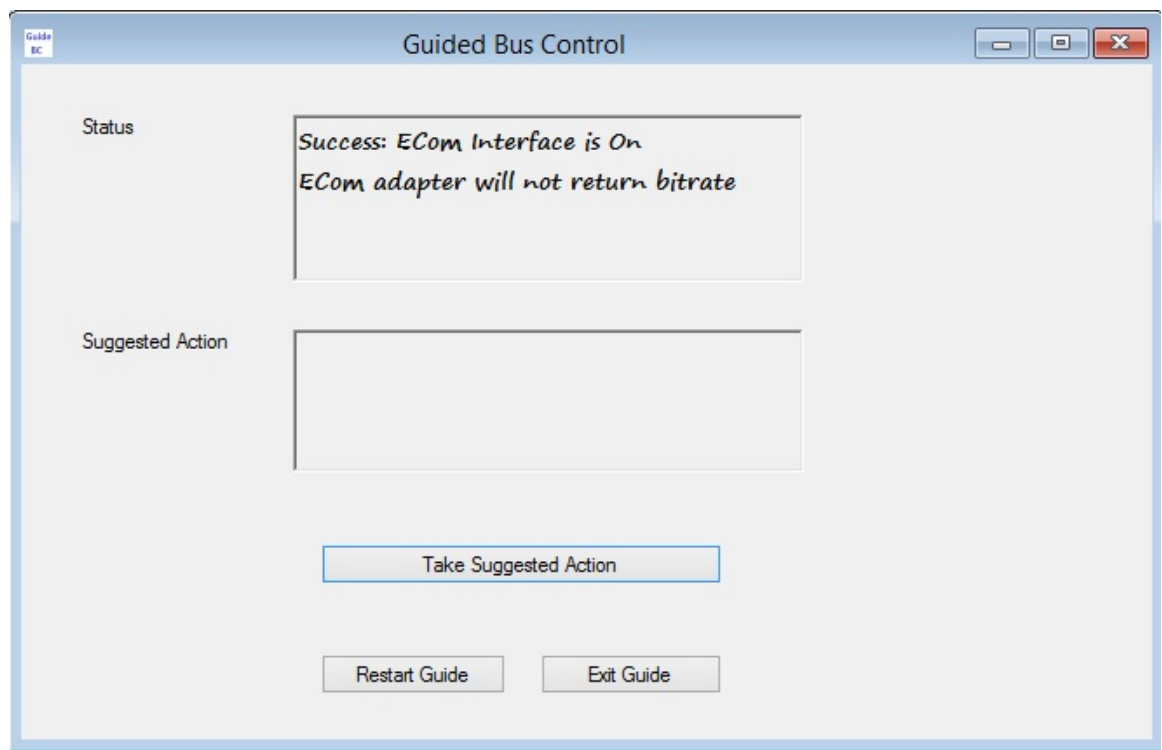 Guide
BC
Guided Bus Control
Status
Success: ECom Interface is On
ECom adapter will not return bitrate
Suggested Action
Take Suggested Action
Restart Guide
Exit Guide